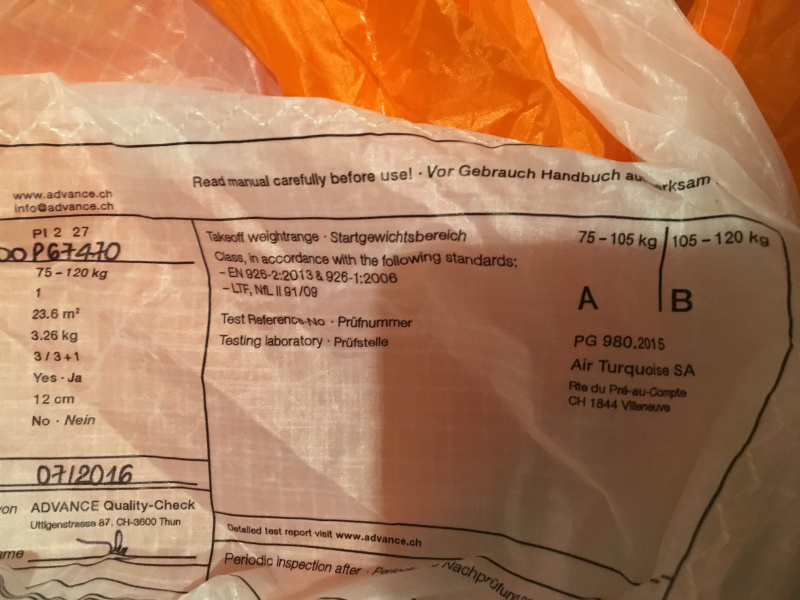 Read manual carefully before use! · Vor Gebrauch Handbuch
www.advance.ch
info@advance.ch
PI 2 27
P67470
75 – 120 kg
1
23.6 m²
3.26 kg
3 / 3+1
Yes · Ja
12 cm
No · Nein
07/2016
ADVANCE Quality-Check
Uttigenstrasse 87, CH-3600 Thun
Takeoff weightrange · Startgewichtsbereich 75 – 105 kg 105 – 120 kg
Class, in accordance with the following standards: A B
– EN 926-2:2013 & 926-1:2006
– LTF, NfL II 91/09
Test Reference-No · Prüfnummer PG 980.2015
Testing laboratory · Prüfstelle Air Turquoise SA
Rte du Pré-au-Compte
CH 1844 Villeneuve
Detailed test report visit www.advance.ch
Periodic inspection after ·